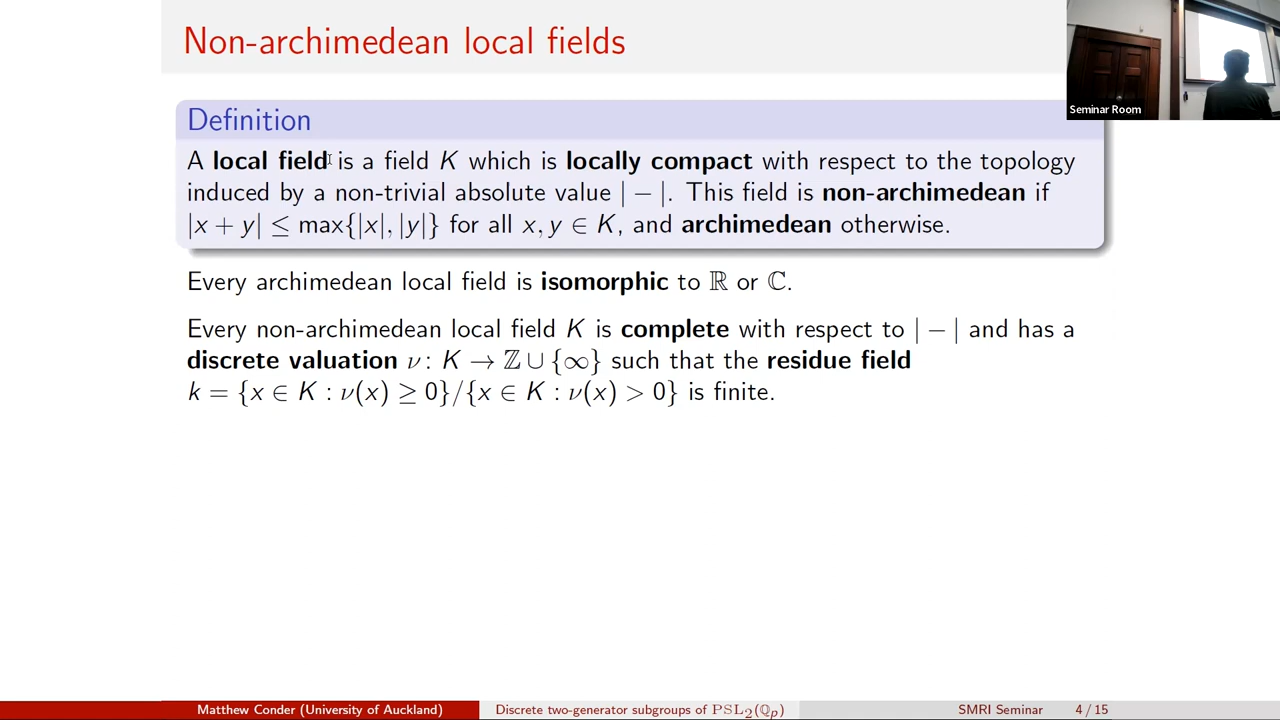 Non-archimedean local fields
Seminar Room
Definition
A local field is a field K which is locally compact with respect to the topology
induced by a non-trivial absolute value | − |. This field is non-archimedean if
|x + y| ≤ max{|x|, |y|} for all x, y ∈ K, and archimedean otherwise.
Every archimedean local field is isomorphic to ℝ or ℂ.
Every non-archimedean local field K is complete with respect to | − | and has a
discrete valuation ν : K → ℤ ∪ {∞} such that the residue field
k = {x ∈ K : ν(x) ≥ 0}/{x ∈ K : ν(x) > 0} is finite.
Matthew Conder (University of Auckland) Discrete two-generator subgroups of PSL₂(ℚₚ) SMRI Seminar 4 / 15